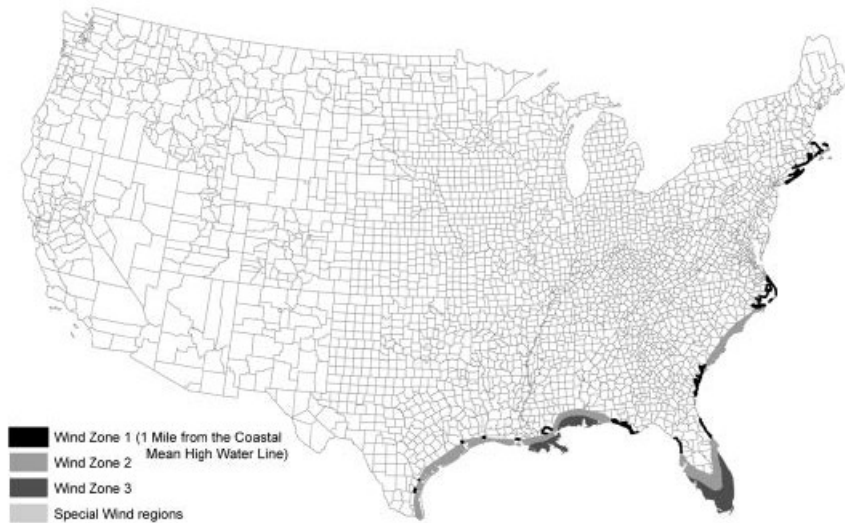 Wind Zone 1 (1 Mile from the Coastal
Mean High Water Line)
Wind Zone 2
Wind Zone 3
Special Wind regions